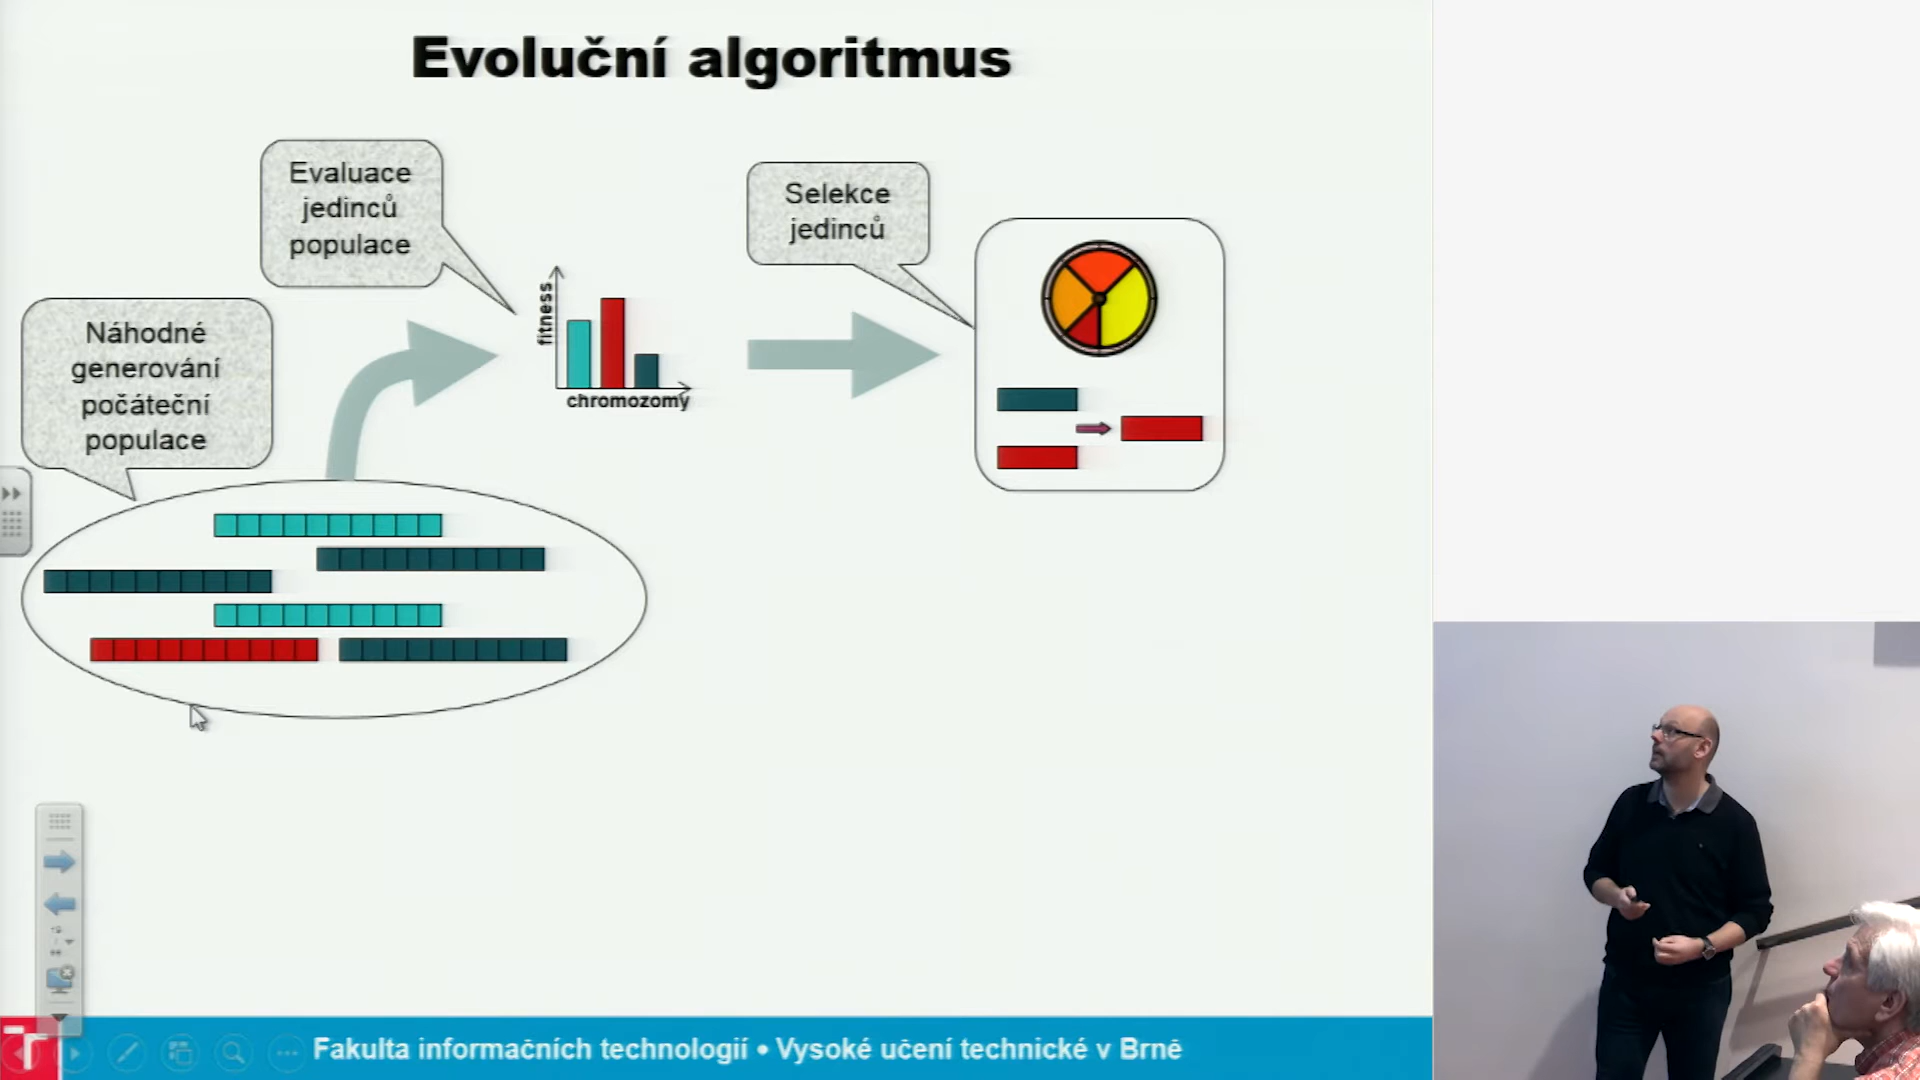 Evoluční algoritmus
Evaluace
jedinců
populace
Selekce
jedinců
Náhodné
generování
počáteční
populace
fitness
chromozomy
Fakulta informačních technologií • Vysoké učení technické v Brně